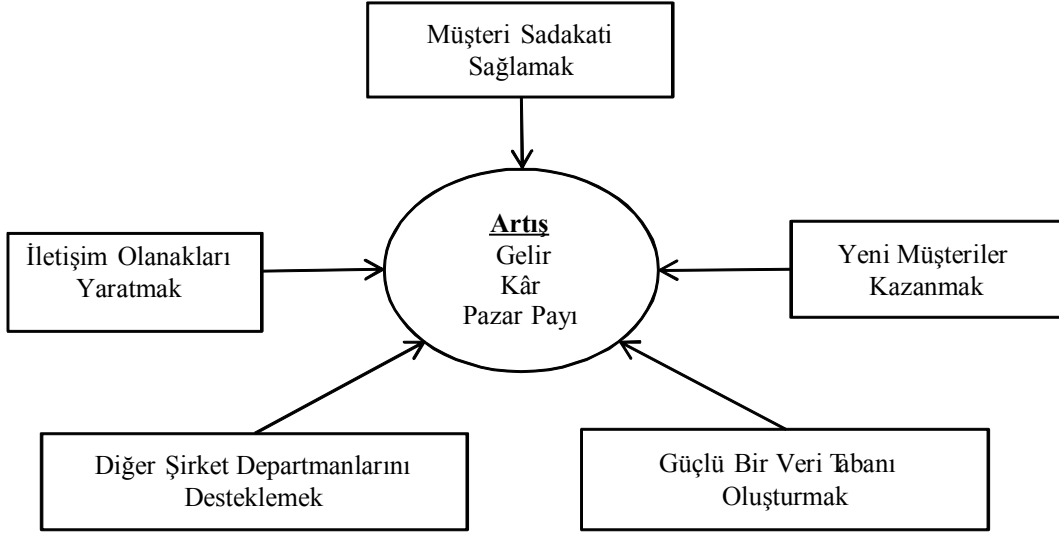 Müşteri Sadakati
Sağlamak
Artış
Gelir
Kâr
Pazar Payı
İletişim Olanakları
Yaratmak
Yeni Müşteriler
Kazanmak
Diğer Şirket Departmanlarını
Desteklemek
Güçlü Bir Veri Tabanı
Oluşturmak